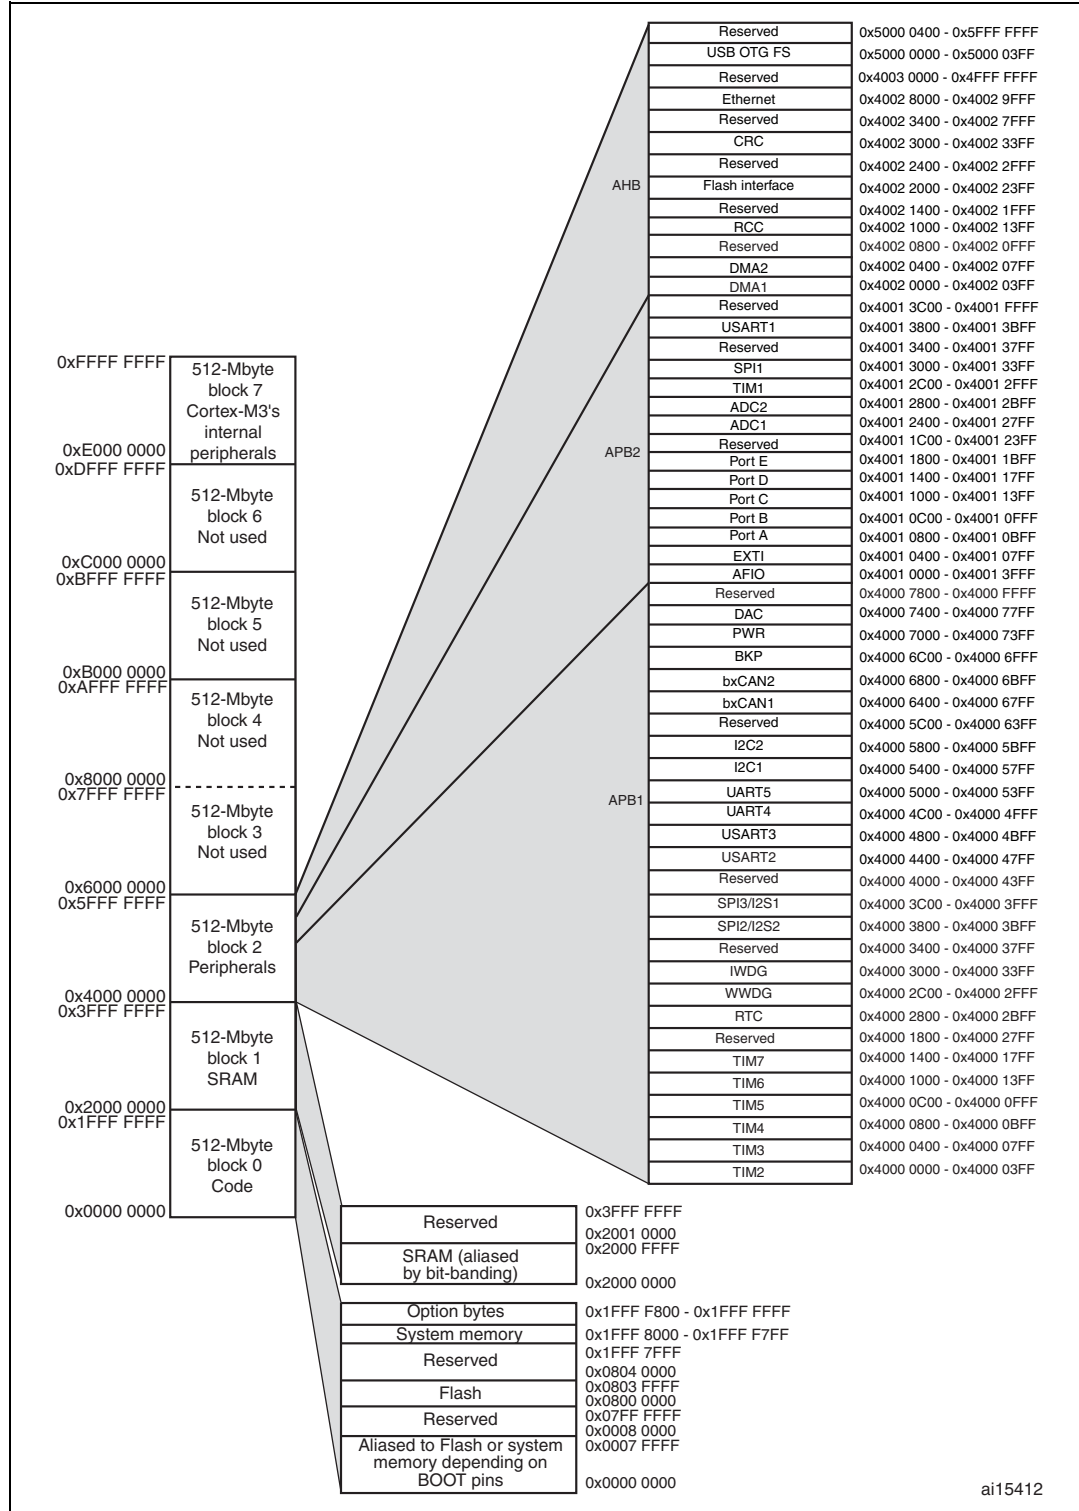 Reserved 0x5000 0400 - 0x5FFF FFFF
USB OTG FS 0x5000 0000 - 0x5000 03FF
Reserved 0x4003 0000 - 0x4FFF FFFF
Ethernet 0x4002 8000 - 0x4002 9FFF
Reserved 0x4002 3400 - 0x4002 7FFF
CRC 0x4002 3000 - 0x4002 33FF
Reserved 0x4002 2400 - 0x4002 2FFF
AHB
Flash interface 0x4002 2000 - 0x4002 23FF
Reserved 0x4002 1400 - 0x4002 1FFF
RCC 0x4002 1000 - 0x4002 13FF
Reserved 0x4002 0800 - 0x4002 0FFF
DMA2 0x4002 0400 - 0x4002 07FF
DMA1 0x4002 0000 - 0x4002 03FF
Reserved 0x4001 3C00 - 0x4001 FFFF
USART1 0x4001 3800 - 0x4001 3BFF
Reserved 0x4001 3400 - 0x4001 37FF
SPI1 0x4001 3000 - 0x4001 33FF
TIM1 0x4001 2C00 - 0x4001 2FFF
ADC2 0x4001 2800 - 0x4001 2BFF
ADC1 0x4001 2400 - 0x4001 27FF
Reserved 0x4001 1C00 - 0x4001 23FF
APB2
Port E 0x4001 1800 - 0x4001 1BFF
Port D 0x4001 1400 - 0x4001 17FF
Port C 0x4001 1000 - 0x4001 13FF
Port B 0x4001 0C00 - 0x4001 0FFF
Port A 0x4001 0800 - 0x4001 0BFF
EXTI 0x4001 0400 - 0x4001 07FF
AFIO 0x4001 0000 - 0x4001 3FFF
Reserved 0x4000 7800 - 0x4000 FFFF
DAC 0x4000 7400 - 0x4000 77FF
PWR 0x4000 7000 - 0x4000 73FF
BKP 0x4000 6C00 - 0x4000 6FFF
bxCAN2 0x4000 6800 - 0x4000 6BFF
bxCAN1 0x4000 6400 - 0x4000 67FF
Reserved 0x4000 5C00 - 0x4000 63FF
I2C2 0x4000 5800 - 0x4000 5BFF
I2C1 0x4000 5400 - 0x4000 57FF
APB1
UART5 0x4000 5000 - 0x4000 53FF
UART4 0x4000 4C00 - 0x4000 4FFF
USART3 0x4000 4800 - 0x4000 4BFF
USART2 0x4000 4400 - 0x4000 47FF
Reserved 0x4000 4000 - 0x4000 43FF
SPI3/I2S1 0x4000 3C00 - 0x4000 3FFF
SPI2/I2S2 0x4000 3800 - 0x4000 3BFF
Reserved 0x4000 3400 - 0x4000 37FF
IWDG 0x4000 3000 - 0x4000 33FF
WWDG 0x4000 2C00 - 0x4000 2FFF
RTC 0x4000 2800 - 0x4000 2BFF
Reserved 0x4000 1800 - 0x4000 27FF
TIM7 0x4000 1400 - 0x4000 17FF
TIM6 0x4000 1000 - 0x4000 13FF
TIM5 0x4000 0C00 - 0x4000 0FFF
TIM4 0x4000 0800 - 0x4000 0BFF
TIM3 0x4000 0400 - 0x4000 07FF
TIM2 0x4000 0000 - 0x4000 03FF
0xFFFF FFFF
512-Mbyte
block 7
Cortex-M3's
internal
peripherals
0xE000 0000
0xDFFF FFFF
512-Mbyte
block 6
Not used
0xC000 0000
0xBFFF FFFF
512-Mbyte
block 5
Not used
0xB000 0000
0xAFFF FFFF
512-Mbyte
block 4
Not used
0x8000 0000
0x7FFF FFFF
512-Mbyte
block 3
Not used
0x6000 0000
0x5FFF FFFF
512-Mbyte
block 2
Peripherals
0x4000 0000
0x3FFF FFFF
512-Mbyte
block 1
SRAM
0x2000 0000
0x1FFF FFFF
512-Mbyte
block 0
Code
0x0000 0000
0x3FFF FFFF
Reserved
0x2001 0000
0x2000 FFFF
SRAM (aliased
by bit-banding)
0x2000 0000
Option bytes 0x1FFF F800 - 0x1FFF FFFF
System memory 0x1FFF 8000 - 0x1FFF F7FF
0x1FFF 7FFF
Reserved
0x0804 0000
0x0803 FFFF
Flash
0x0800 0000
0x07FF FFFF
Reserved
0x0008 0000
0x0007 FFFF
Aliased to Flash or system
memory depending on
BOOT pins
0x0000 0000
ai15412